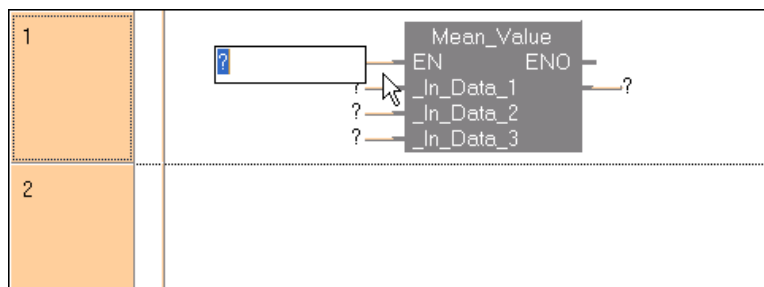 1
Mean_Value
? EN ENO
? _In_Data_1 ?
? _In_Data_2
? _In_Data_3
2